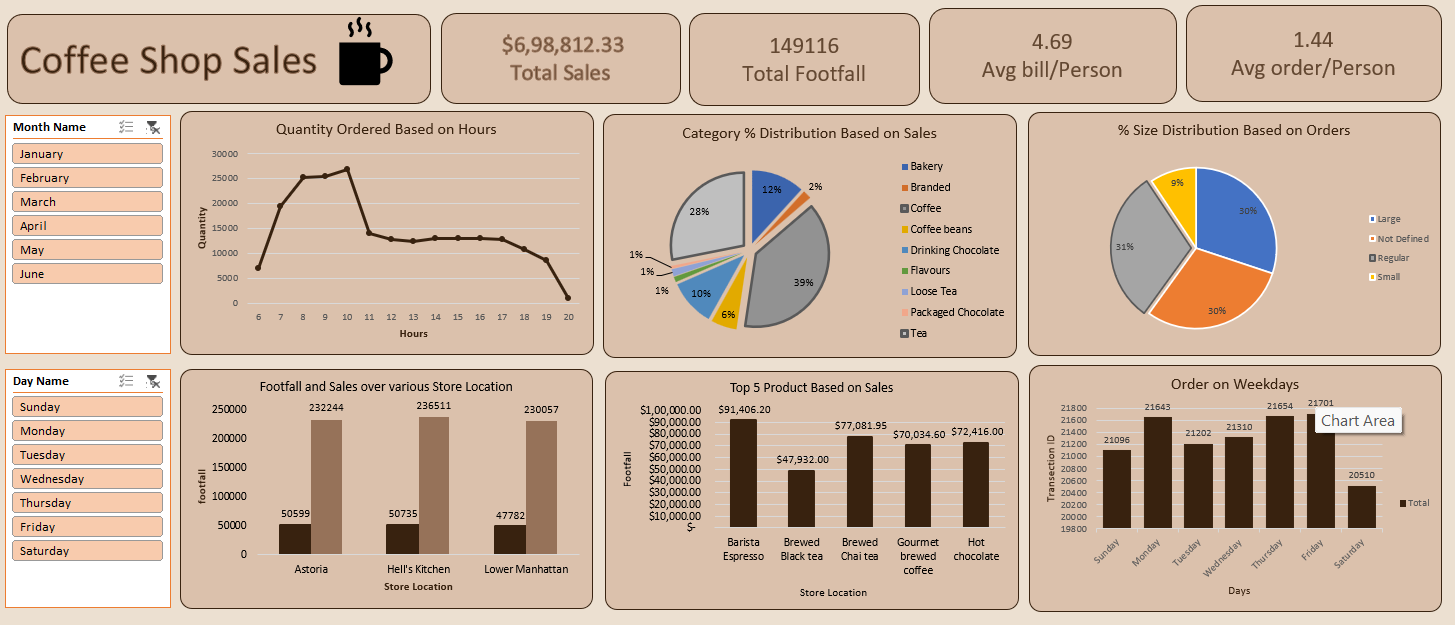 Coffee Shop Sales
$6,98,812.33
Total Sales
149116
Total Footfall
4.69
Avg bill/Person
1.44
Avg order/Person
Month Name
January
February
March
April
May
June
Quantity Ordered Based on Hours
30000
25000
20000
15000
10000
5000
0
Quantity
6 7 8 9 10 11 12 13 14 15 16 17 18 19 20
Hours
Category % Distribution Based on Sales
12%
2%
39%
6%
10%
1%
1%
1%
28%
Bakery
Branded
Coffee
Coffee beans
Drinking Chocolate
Flavours
Loose Tea
Packaged Chocolate
Tea
% Size Distribution Based on Orders
30%
30%
31%
9%
Large
Not Defined
Regular
Small
Day Name
Sunday
Monday
Tuesday
Wednesday
Thursday
Friday
Saturday
Footfall and Sales over various Store Location
250000
200000
150000
100000
50000
0
footfall
50599
232244
50735
236511
47782
230057
Astoria
Hell's Kitchen
Lower Manhattan
Store Location
Top 5 Product Based on Sales
$1,00,000.00
$90,000.00
$80,000.00
$70,000.00
$60,000.00
$50,000.00
$40,000.00
$30,000.00
$20,000.00
$10,000.00
$-
Footfall
$91,406.20
$47,932.00
$77,081.95
$70,034.60
$72,416.00
Barista
Espresso
Brewed
Black tea
Brewed
Chai tea
Gourmet
brewed
coffee
Hot
chocolate
Store Location
Order on Weekdays
21800
21600
21400
21200
21000
20800
20600
20400
20200
20000
19800
Transection ID
21096
21643
21202
21310
21654
21701
20510
Chart Area
Sunday
Monday
Tuesday
Wednesday
Thursday
Friday
Saturday
Days
Total